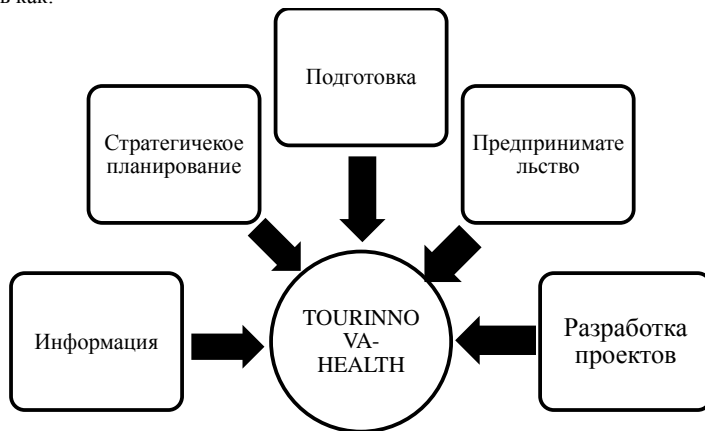 в как:
Подготовка
Стратегичекое
планирование
Предпринимате
льство
Информация
TOURINNO
VA-
HEALTH
Разработка
проектов